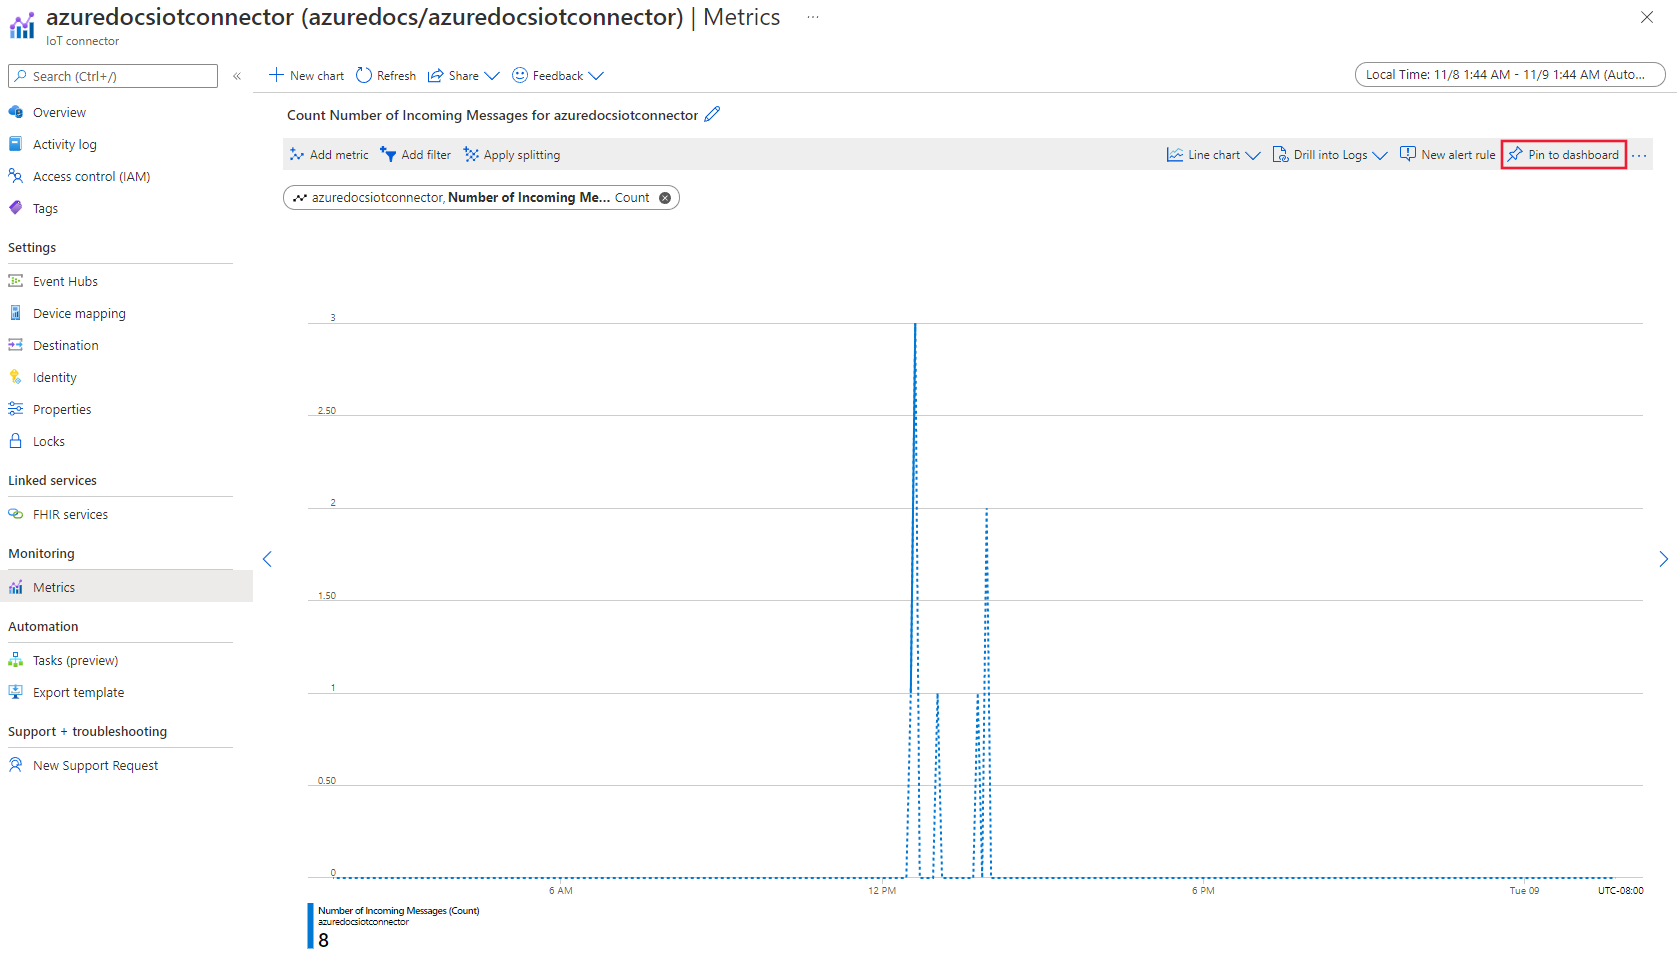 azuredocsiotconnector (azuredocs/azuredocsiotconnector) | Metrics ...
IoT connector
Search (Ctrl+/)
«
New chart
Refresh
Share
Feedback
Local Time: 11/8 1:44 AM - 11/9 1:44 AM (Auto...
Overview
Activity log
Access control (IAM)
Tags
Settings
Event Hubs
Device mapping
Destination
Identity
Properties
Locks
Linked services
FHIR services
Monitoring
Metrics
Automation
Tasks (preview)
Export template
Support + troubleshooting
New Support Request
Count Number of Incoming Messages for azuredocsiotconnector
Add metric
Add filter
Apply splitting
Line chart
Drill into Logs
New alert rule
Pin to dashboard
...
azuredocsiotconnector, Number of Incoming Me... Count
3
2.50
2
1.50
1
0.50
0
6 AM
12 PM
6 PM
Tue 09
UTC-08:00
Number of Incoming Messages (Count)
azuredocsiotconnector
8